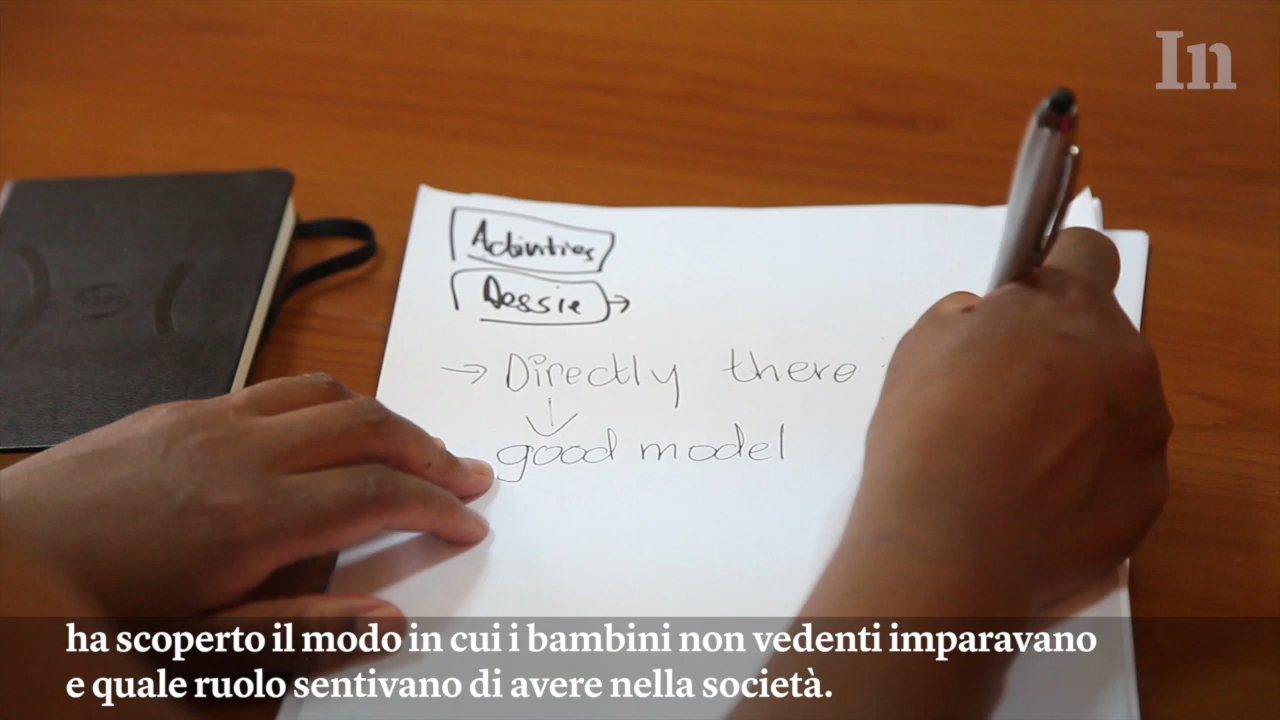 In
Activities
Dessie →
→ Directly there
↓
good model
ha scoperto il modo in cui i bambini non vedenti imparavano
e quale ruolo sentivano di avere nella società.